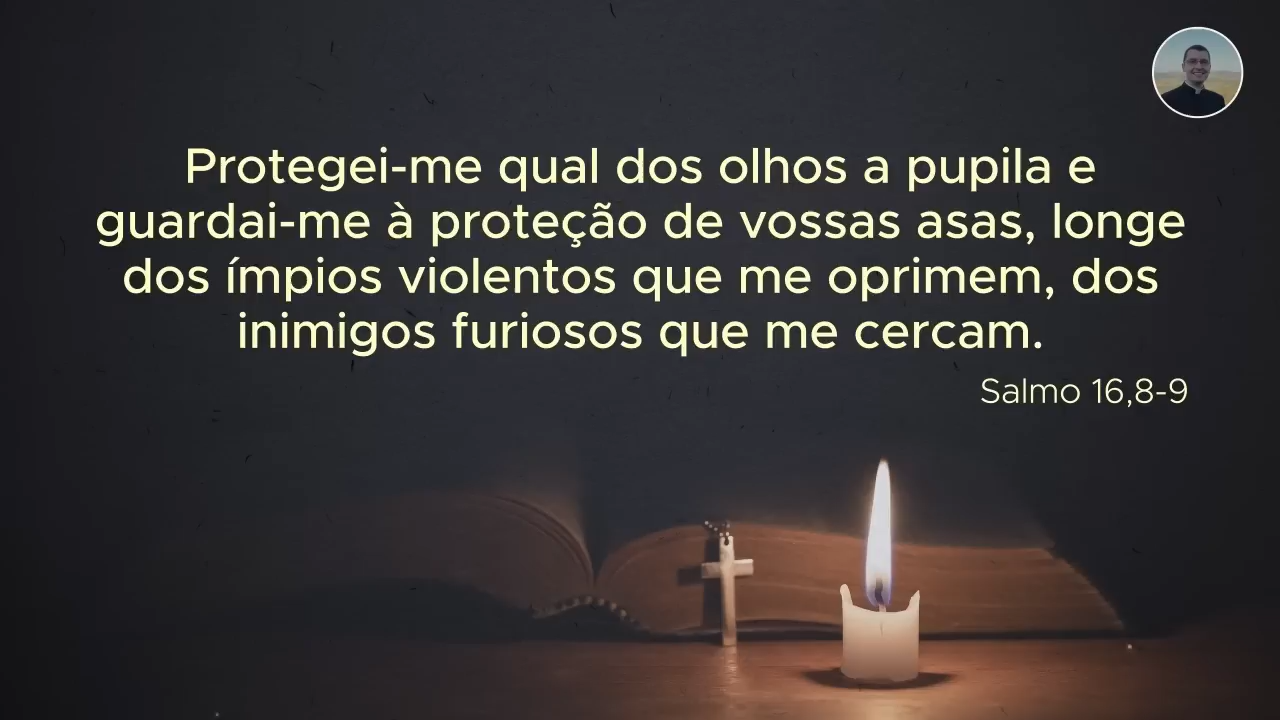 Protegei-me qual dos olhos a pupila e
guardai-me à proteção de vossas asas, longe
dos ímpios violentos que me oprimem, dos
inimigos furiosos que me cercam.
Salmo 16,8-9